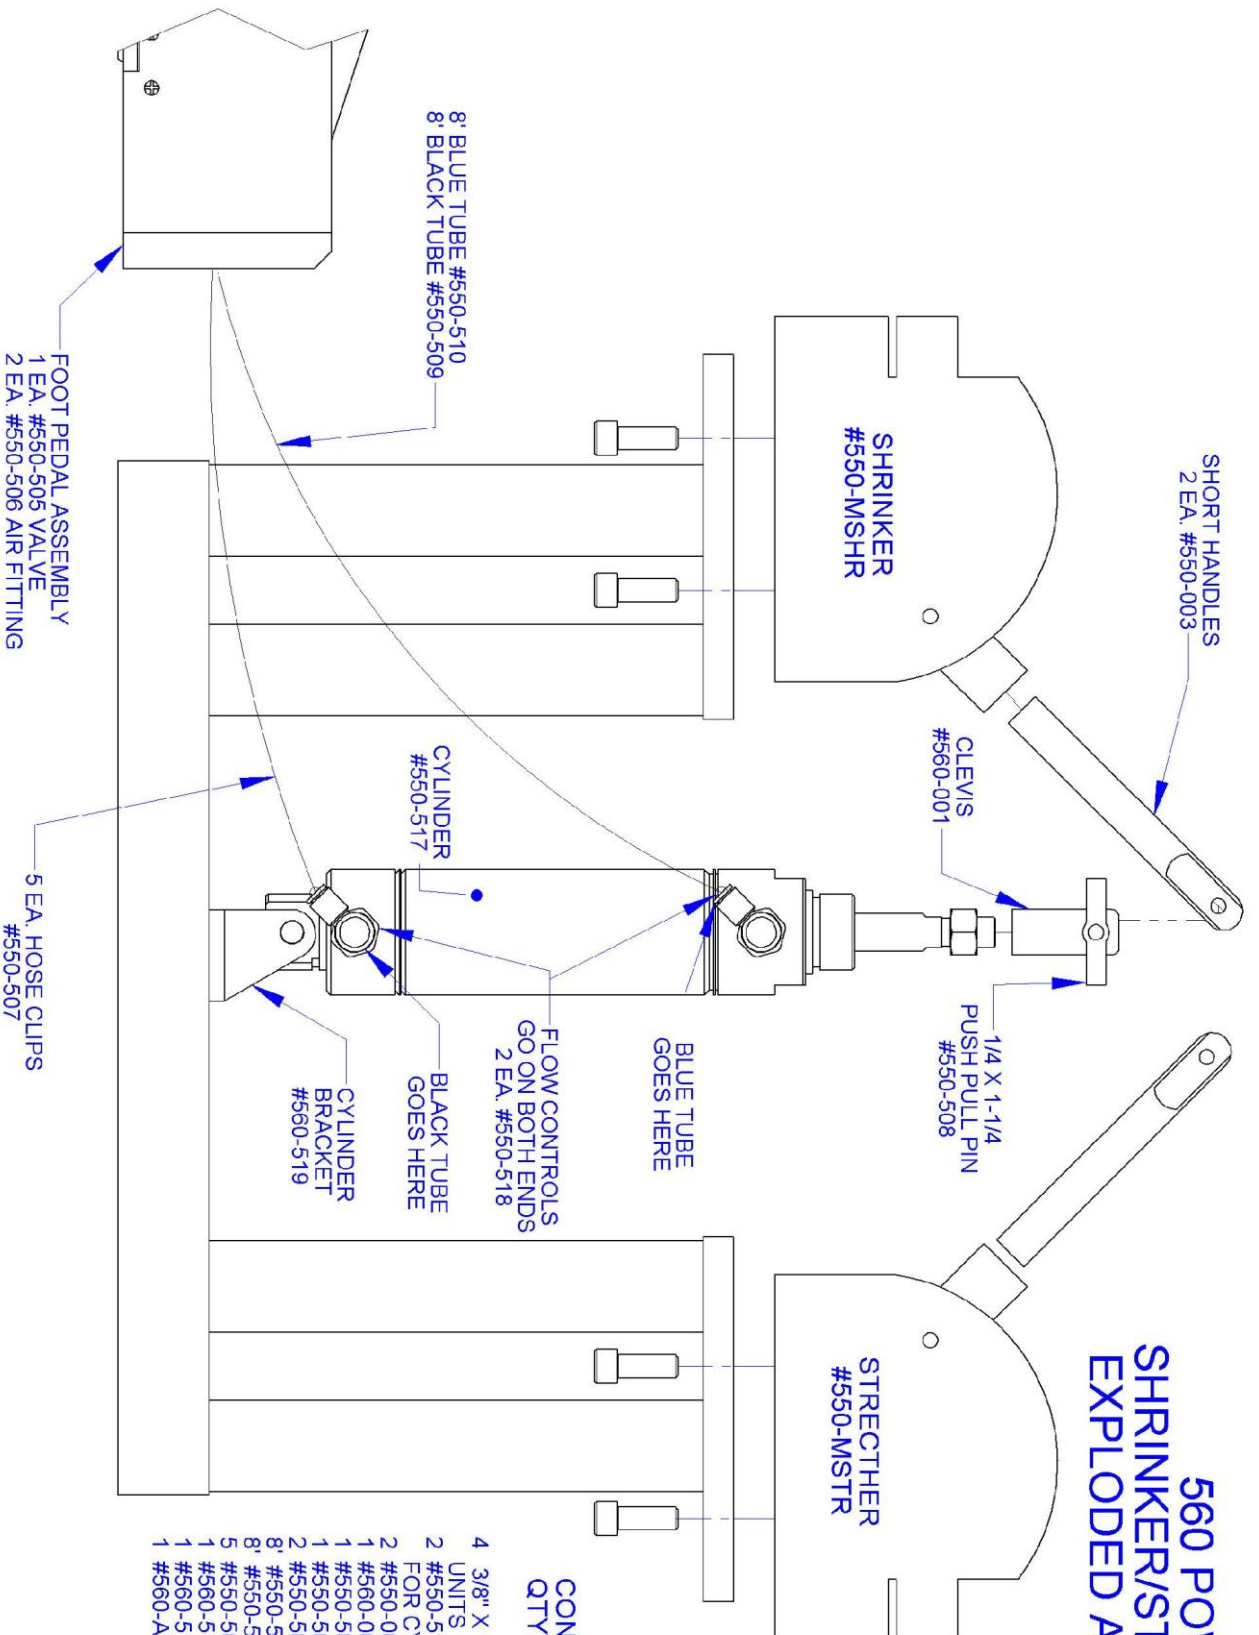 560 POW
SHRINKER/ST
EXPLODED A
SHORT HANDLES
2 EA. #550-003
CLEVIS
#560-001
1/4 X 1-1/4
PUSH PULL PIN
#550-508
SHRINKER
#550-MSHR
STRECTHER
#550-MSTR
8' BLUE TUBE #550-510
8' BLACK TUBE #550-509
CYLINDER
#550-517
BLUE TUBE
GOES HERE
FLOW CONTROLS
GO ON BOTH ENDS
2 EA. #550-518
BLACK TUBE
GOES HERE
CYLINDER
BRACKET
#560-519
FOOT PEDAL ASSEMBLY
1 EA. #550-505 VALVE
2 EA. #550-506 AIR FITTING
5 EA. HOSE CLIPS
#550-507
CON
QTY
4 3/8" X
UNITS
2 #550-5
FOR CY
2 #550-0
1 #560-0
1 #550-5
1 #550-5
2 #550-5
8' #550-5
8' #550-5
5 #550-5
1 #560-5
1 #560-5
1 #560-A